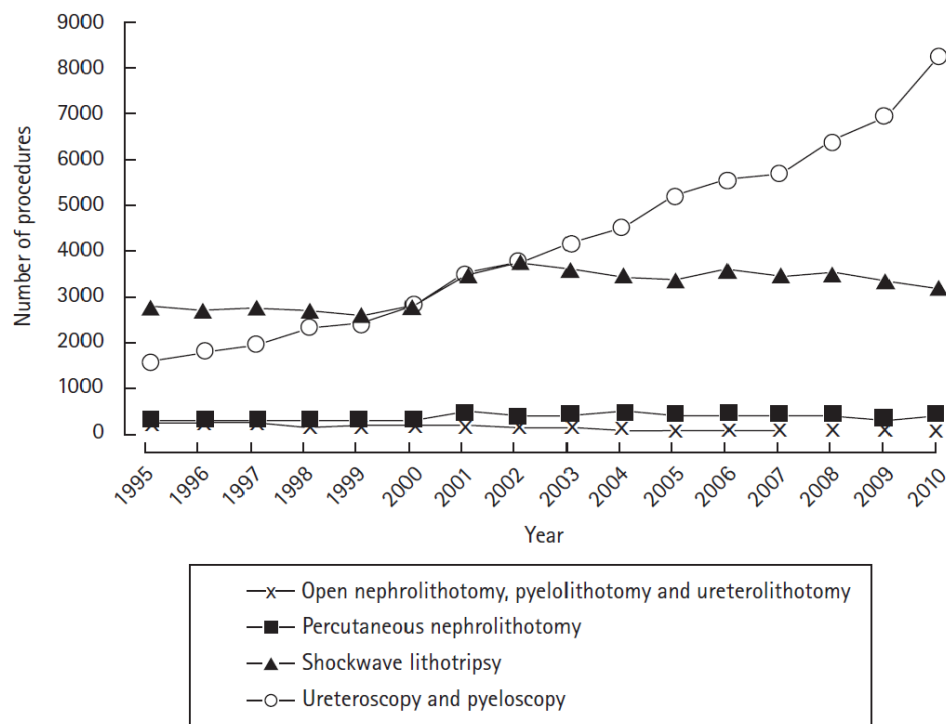 9000
8000
7000
6000
5000
4000
3000
2000
1000
0
Number of procedures
1995 1996 1997 1998 1999 2000 2001 2002 2003 2004 2005 2006 2007 2008 2009 2010
Year
Open nephrolithotomy, pyelolithotomy and ureterolithotomy
Percutaneous nephrolithotomy
Shockwave lithotripsy
Ureteroscopy and pyeloscopy